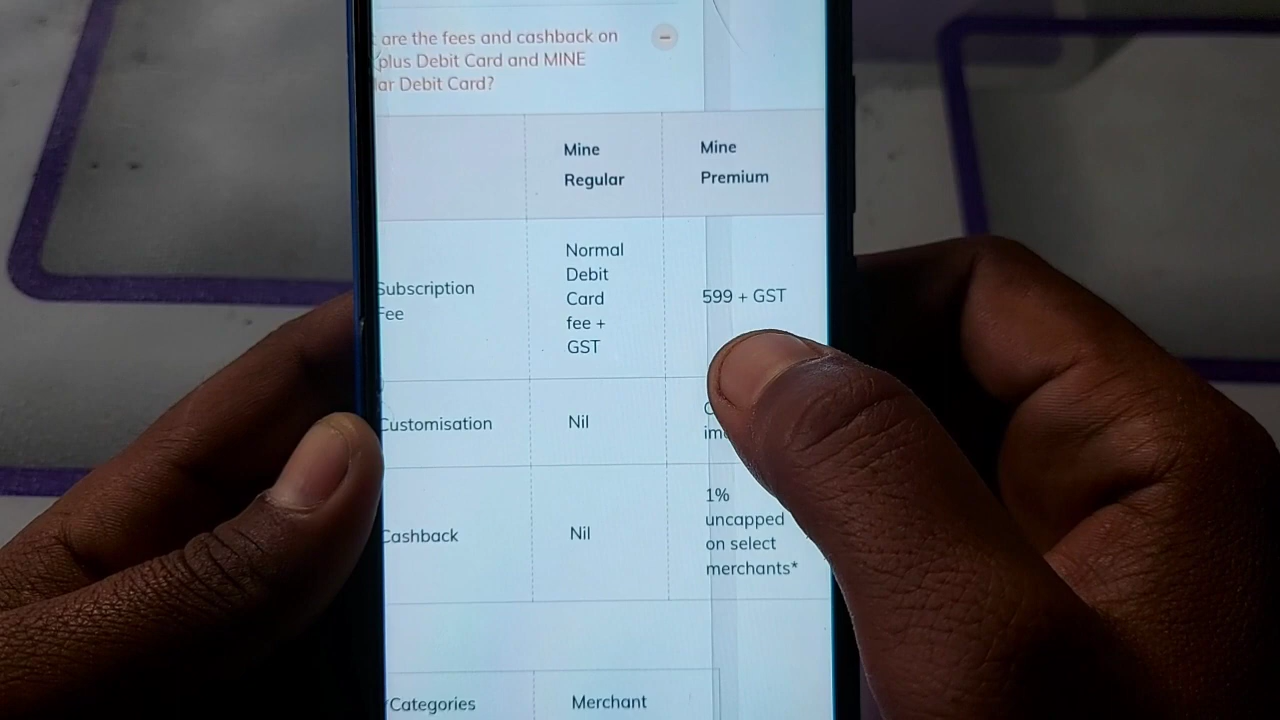 are the fees and cashback on
plus Debit Card and MINE
ar Debit Card?
Mine
Regular
Mine
Premium
Subscription
Fee
Normal
Debit
Card
fee +
GST
599 + GST
Customisation
Nil
Cashback
Nil
1%
uncapped
on select
merchants*
Categories
Merchant